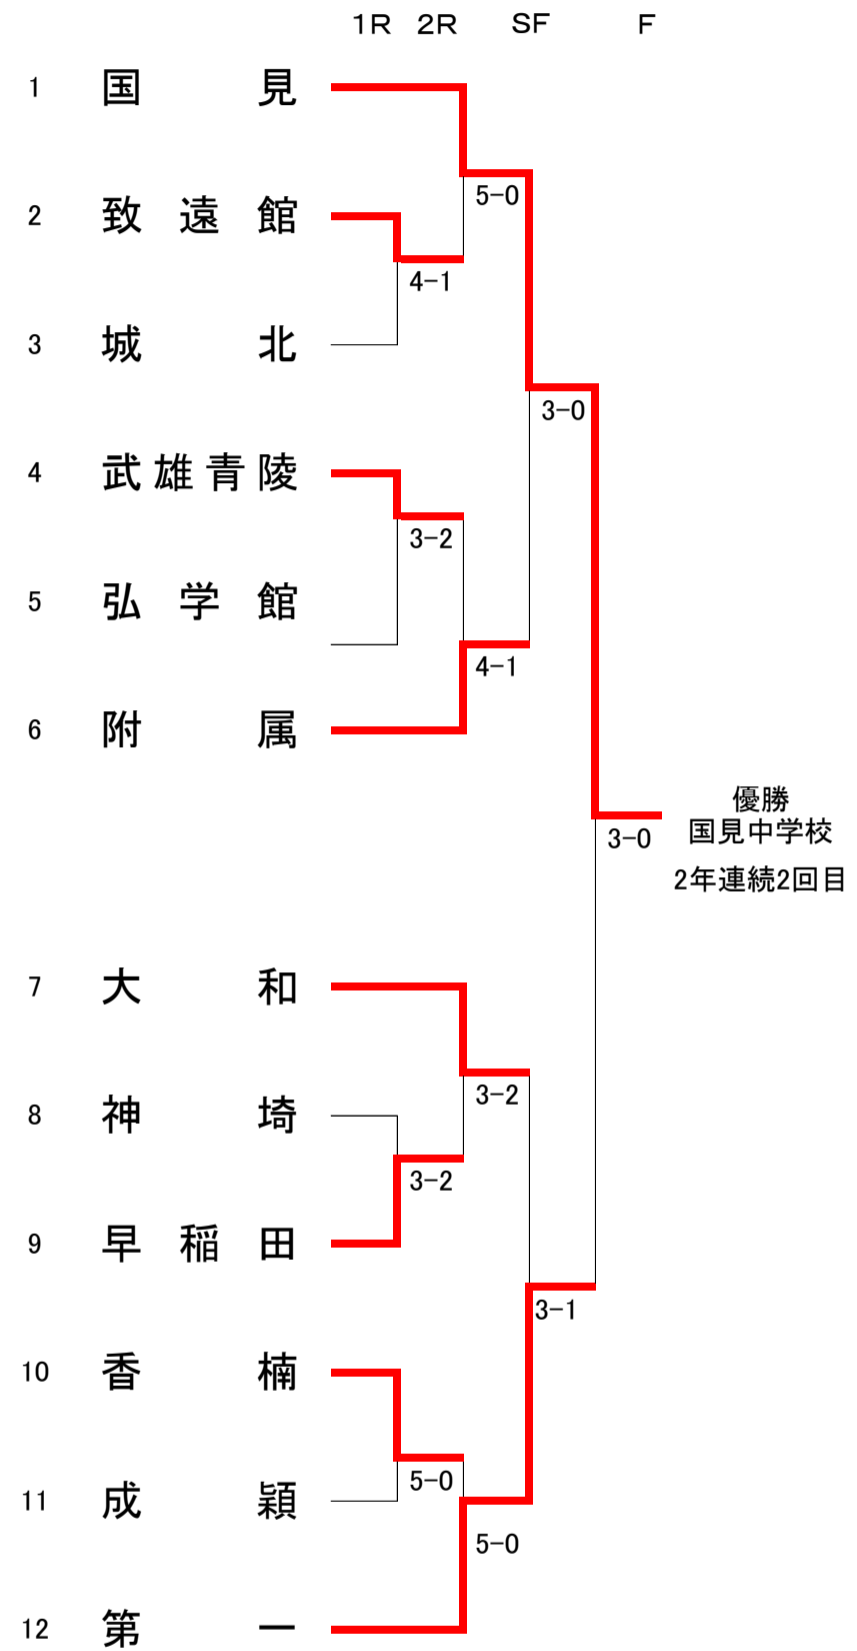 1R 2R SF F
1 国見
5-0
2 致遠館
4-1
3 城北
3-0
4 武雄青陵
3-2
5 弘学館
4-1
6 附属
優勝
国見中学校
3-0
2年連続2回目
7 大和
3-2
8 神埼
3-2
9 早稲田
3-1
10 香楠
5-0
11 成穎
5-0
12 第一